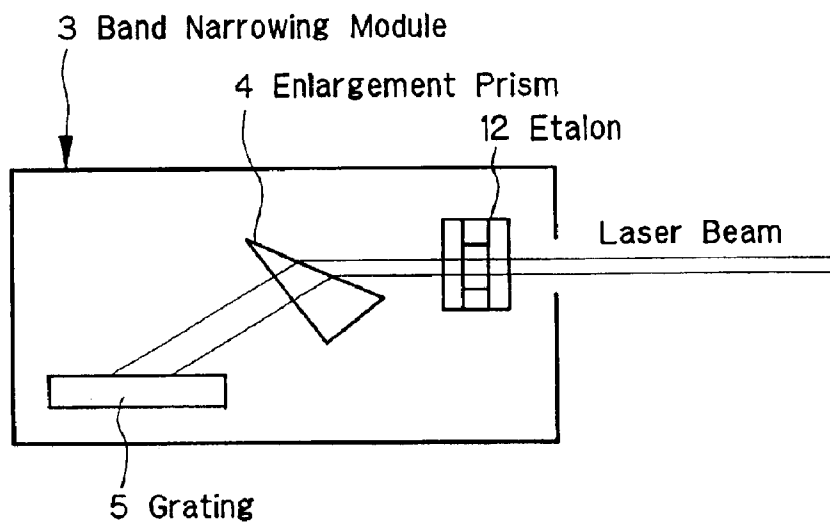 3 Band Narrowing Module
4 Enlargement Prism
12 Etalon
Laser Beam
5 Grating